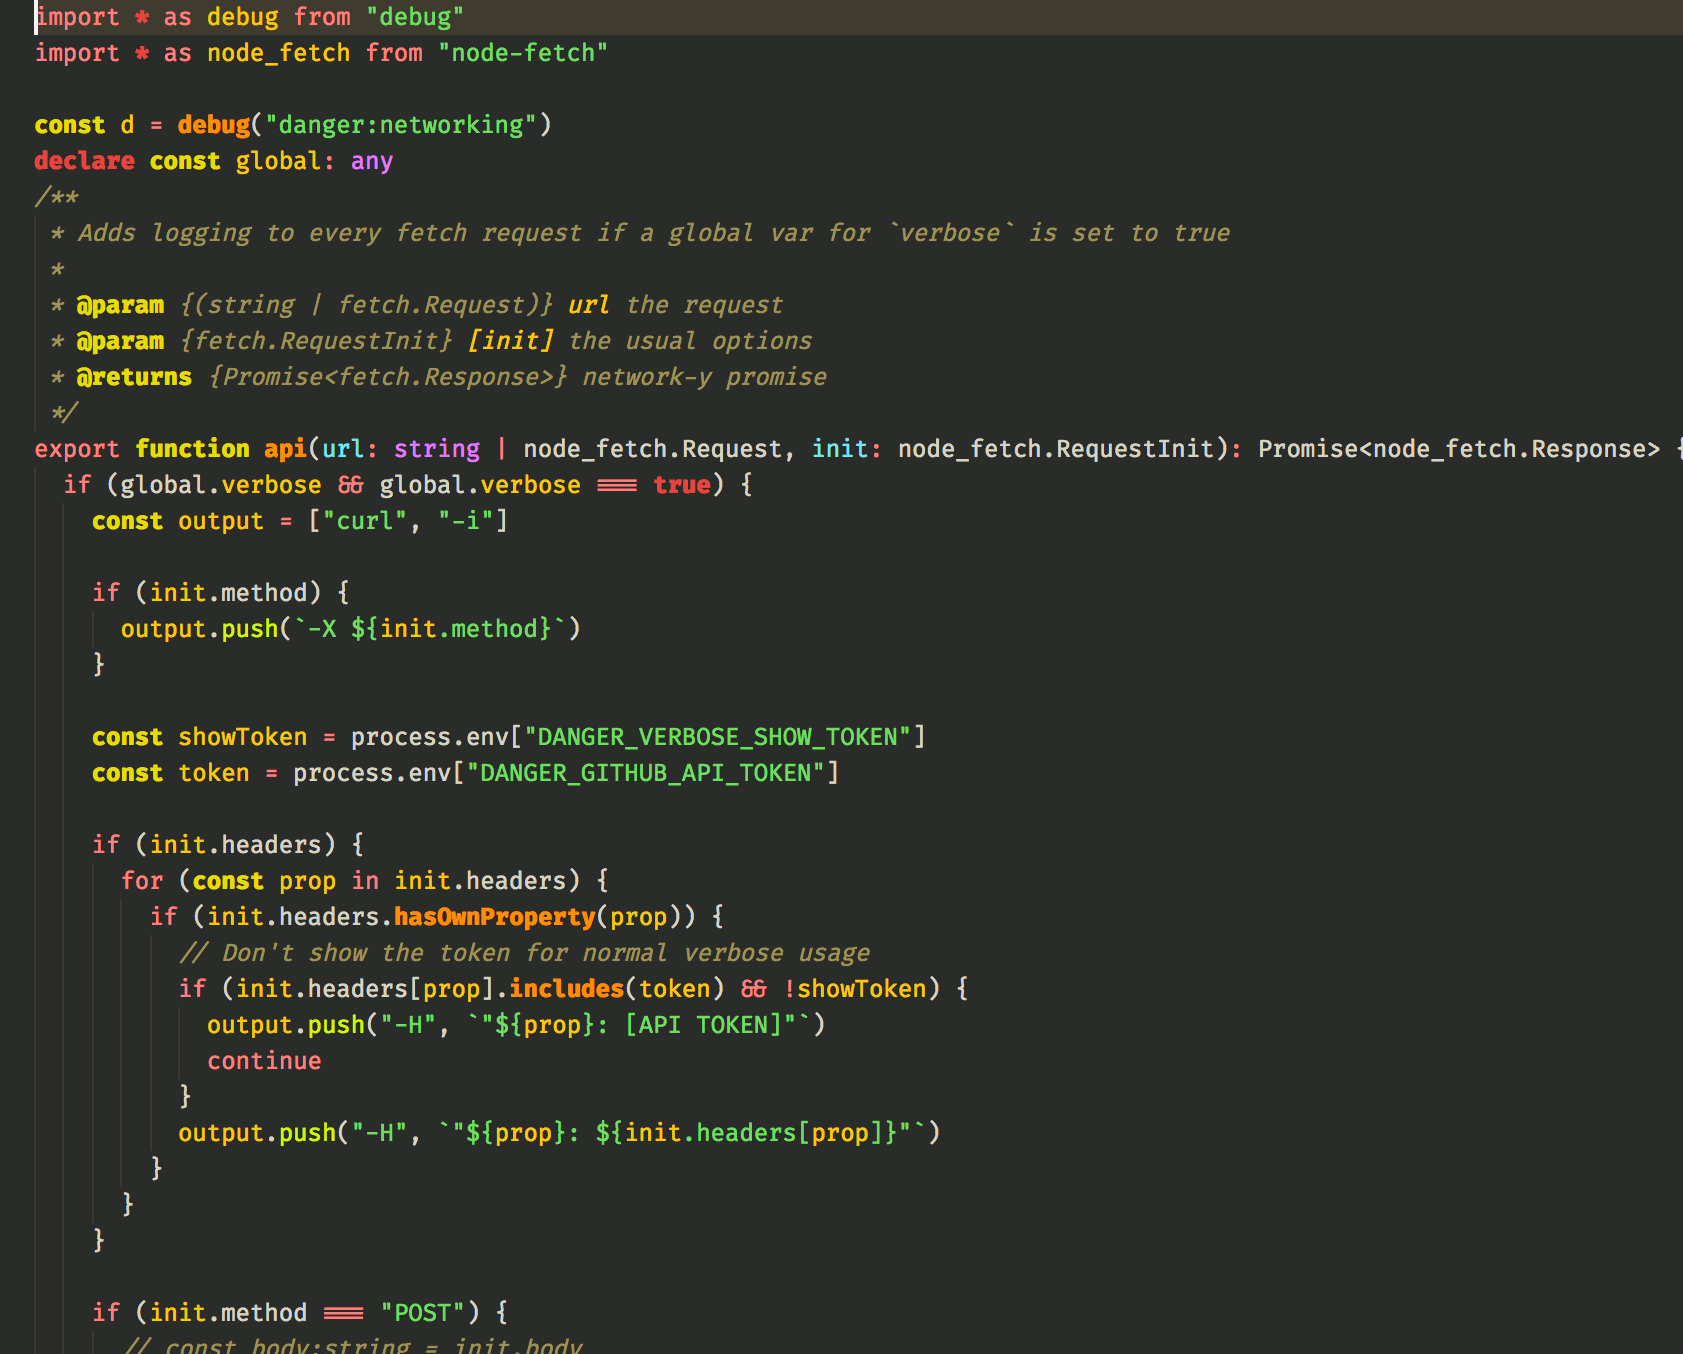 import * as debug from "debug"
import * as node_fetch from "node-fetch"
const d = debug("danger:networking")
declare const global: any
/**
* Adds logging to every fetch request if a global var for `verbose` is set to true
*
* @param {(string | fetch.Request)} url the request
* @param {fetch.RequestInit} [init] the usual options
* @returns {Promise<fetch.Response>} network-y promise
*/
export function api(url: string | node_fetch.Request, init: node_fetch.RequestInit): Promise<node_fetch.Response> {
if (global.verbose && global.verbose === true) {
const output = ["curl", "-i"]
if (init.method) {
output.push(`-X ${init.method}`)
}
const showToken = process.env["DANGER_VERBOSE_SHOW_TOKEN"]
const token = process.env["DANGER_GITHUB_API_TOKEN"]
if (init.headers) {
for (const prop in init.headers) {
if (init.headers.hasOwnProperty(prop)) {
// Don't show the token for normal verbose usage
if (init.headers[prop].includes(token) && !showToken) {
output.push("-H", `"${prop}: [API TOKEN]"`)
continue
}
output.push("-H", `"${prop}: ${init.headers[prop]}"`)
}
}
}
if (init.method === "POST") {
// const body:string = init.body